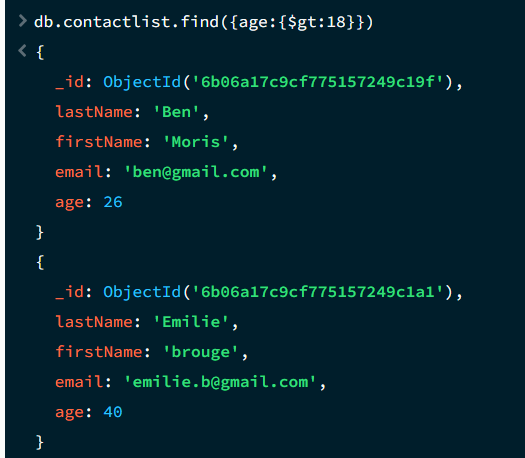 > db.contactlist.find({age:{$gt:18}})
< {
_id: ObjectId('6b06a17c9cf775157249c19f'),
lastName: 'Ben',
firstName: 'Moris',
email: 'ben@gmail.com',
age: 26
}
{
_id: ObjectId('6b06a17c9cf775157249c1a1'),
lastName: 'Emilie',
firstName: 'brouge',
email: 'emilie.b@gmail.com',
age: 40
}